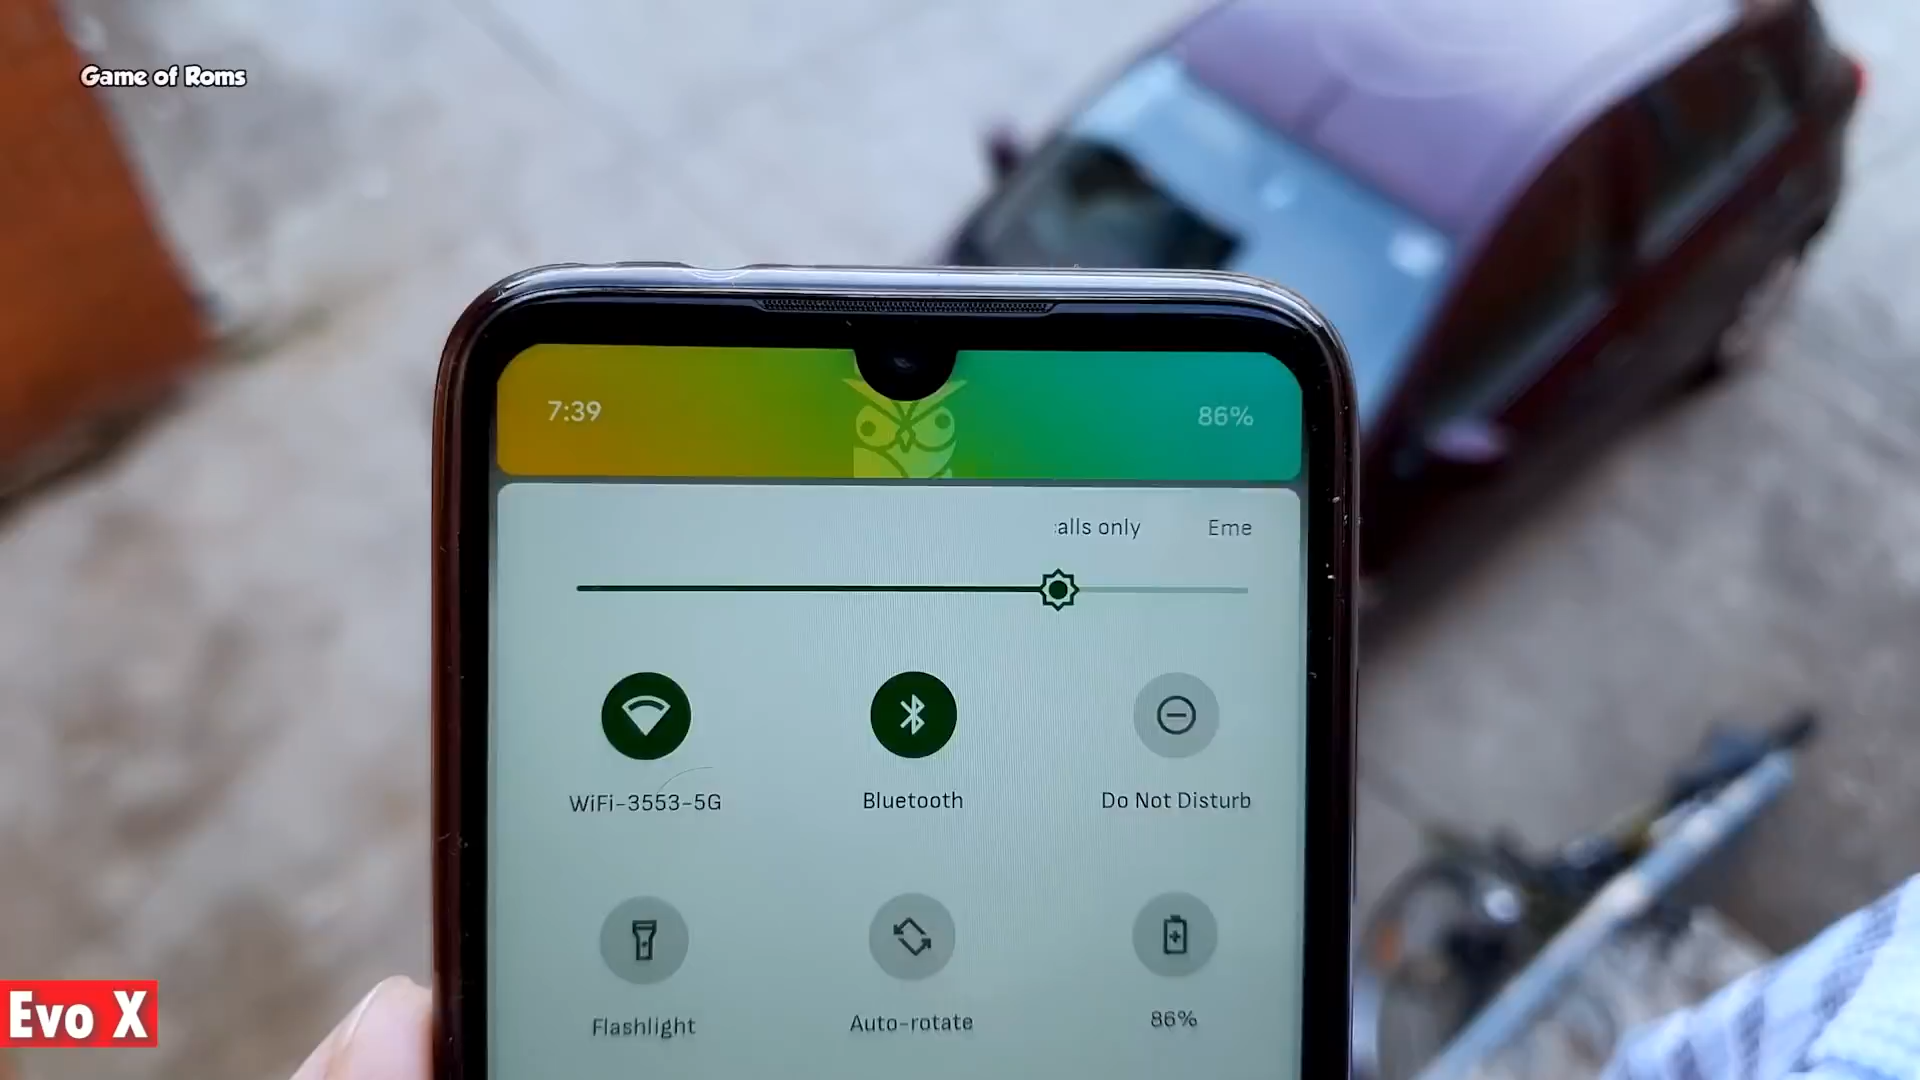 Game of Roms
7:39
86%
alls only
Eme
WiFi-3553-5G
Bluetooth
Do Not Disturb
Flashlight
Auto-rotate
86%
Evo X